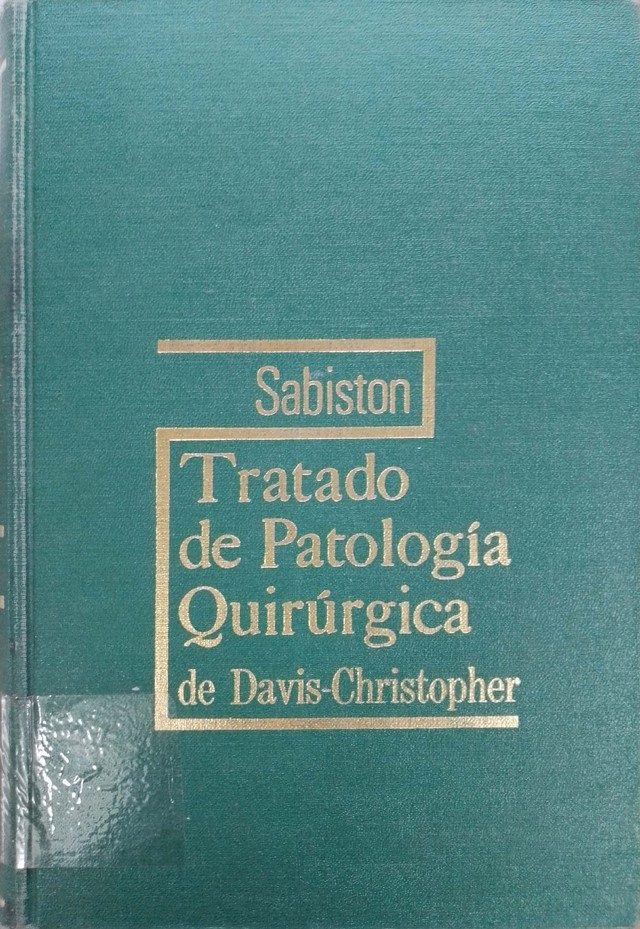 Sabiston
Tratado
de Patología
Quirúrgica
de Davis-Christopher